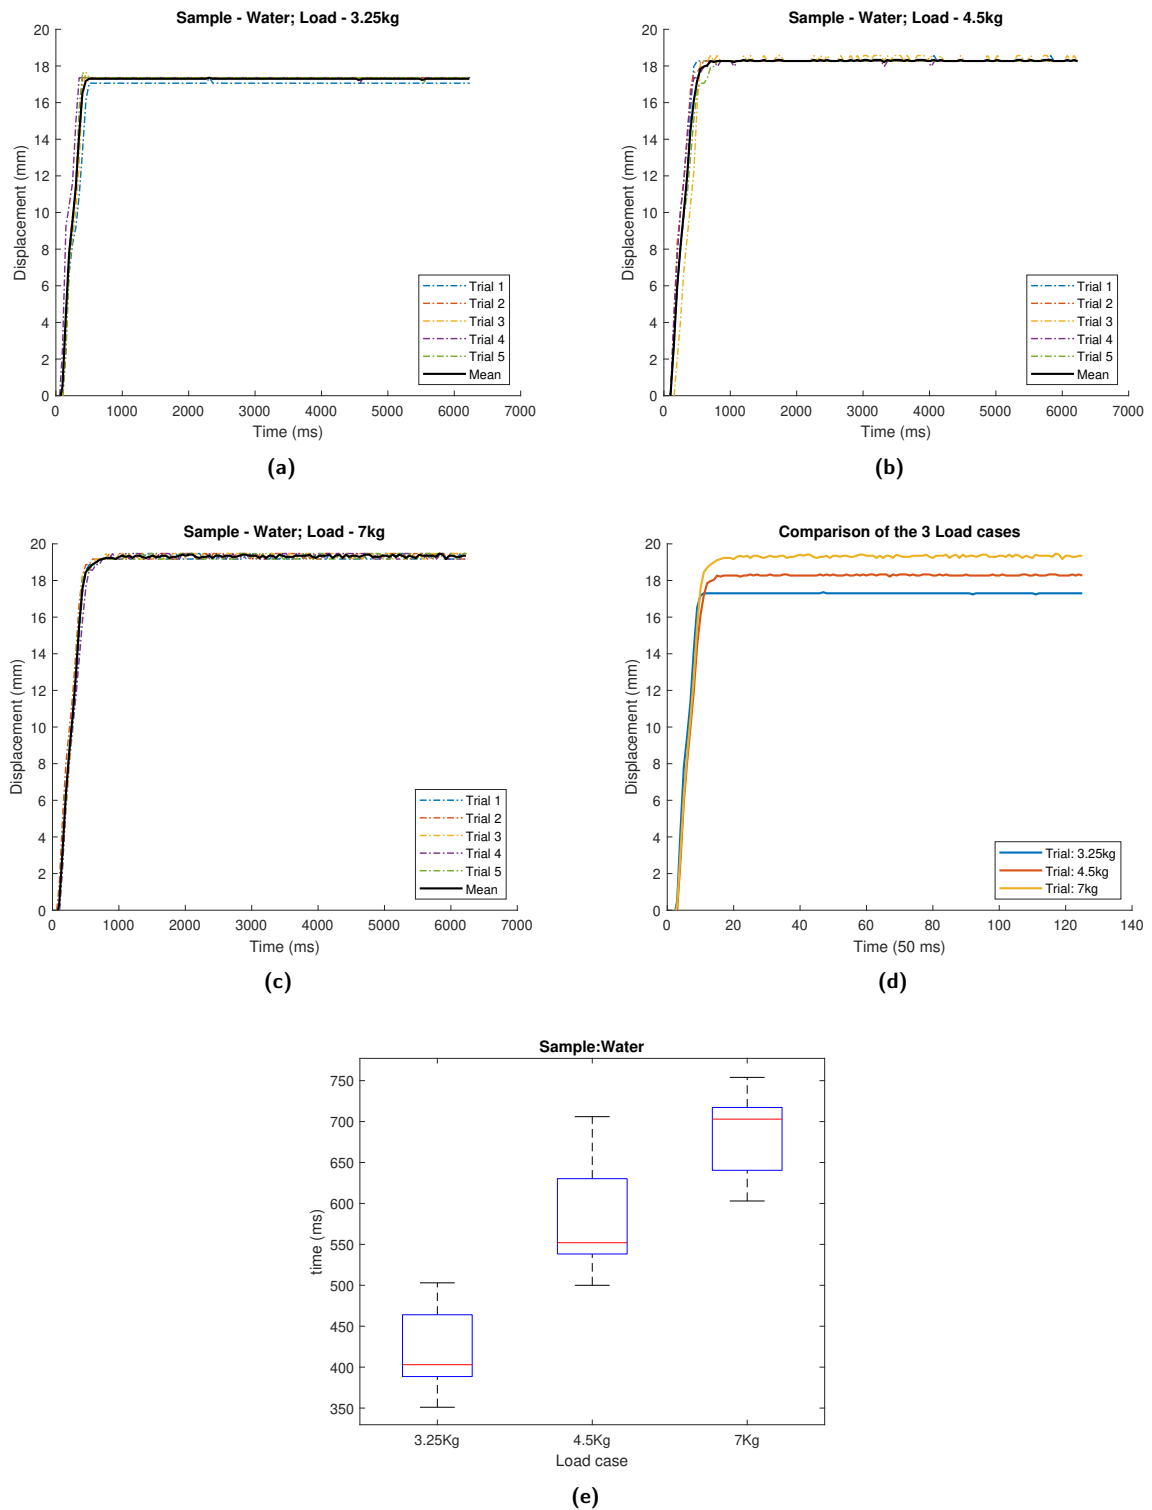 Sample - Water; Load - 3.25kg
20
18
16
14
12
10
8
6
4
2
0
Displacement (mm)
Trial 1
Trial 2
Trial 3
Trial 4
Trial 5
Mean
0 1000 2000 3000 4000 5000 6000 7000
Time (ms)
(a)
Sample - Water; Load - 4.5kg
20
18
16
14
12
10
8
6
4
2
0
Displacement (mm)
Trial 1
Trial 2
Trial 3
Trial 4
Trial 5
Mean
0 1000 2000 3000 4000 5000 6000 7000
Time (ms)
(b)
Sample - Water; Load - 7kg
20
18
16
14
12
10
8
6
4
2
0
Displacement (mm)
Trial 1
Trial 2
Trial 3
Trial 4
Trial 5
Mean
0 1000 2000 3000 4000 5000 6000 7000
Time (ms)
(c)
Comparison of the 3 Load cases
20
18
16
14
12
10
8
6
4
2
0
Displacement (mm)
Trial: 3.25kg
Trial: 4.5kg
Trial: 7kg
0 20 40 60 80 100 120 140
Time (50 ms)
(d)
Sample:Water
750
700
650
600
550
500
450
400
350
time (ms)
3.25Kg 4.5Kg 7Kg
Load case
(e)